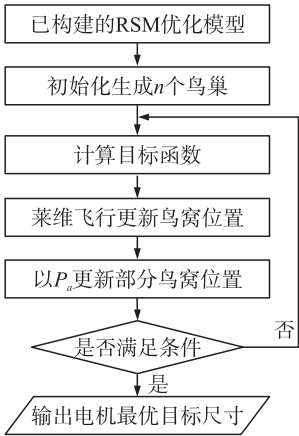 已构建的RSM优化模型
初始化生成n个鸟巢
计算目标函数
莱维飞行更新鸟窝位置
以Pa更新部分鸟窝位置
是否满足条件
否
是
输出电机最优目标尺寸